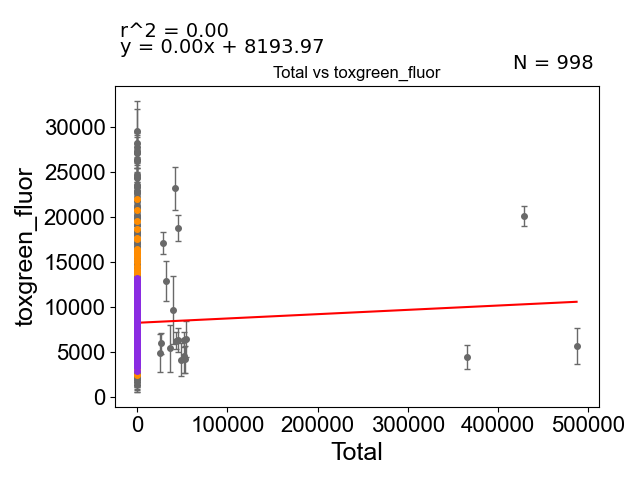 r^2 = 0.00
y = 0.00x + 8193.97
N = 998
Total vs toxgreen_fluor
30000
25000
20000
15000
10000
5000
0
toxgreen_fluor
0 100000 200000 300000 400000 500000
Total